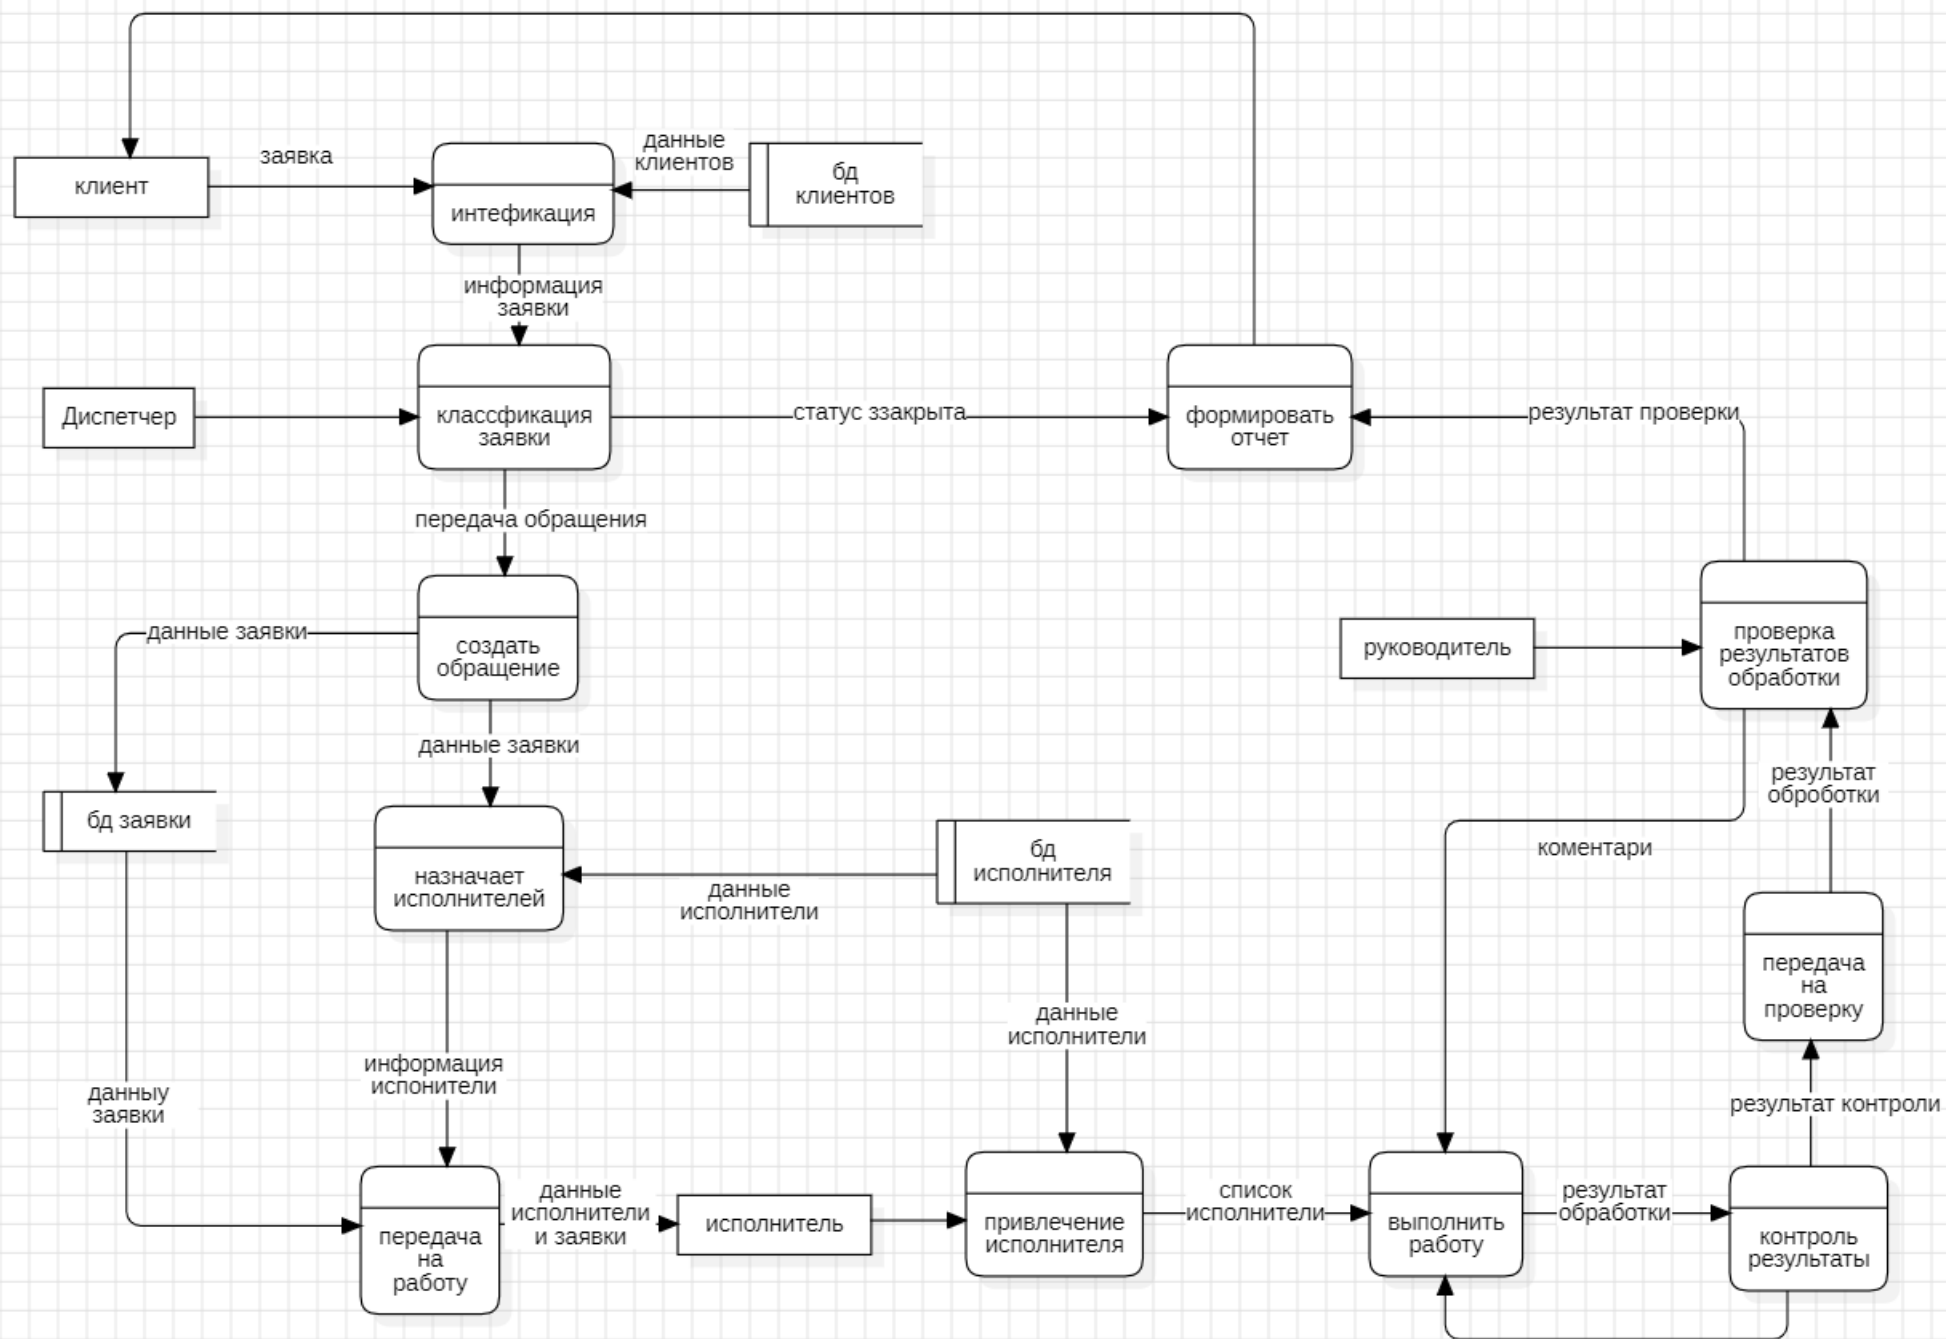 заявка
данные
клиентов
клиент
интефикация
бд
клиентов
информация
заявки
Диспетчер
классфикация
заявки
статус ззакрыта
формировать
отчет
результат проверки
передача обращения
данные заявки
создать
обращение
руководитель
проверка
результатов
обработки
данные заявки
результат
оброботки
бд заявки
назначает
исполнителей
данные
исполнители
бд
исполнителя
коментари
передача
на
проверку
данные
исполнители
информация
испонители
данныу
заявки
результат контроли
передача
на
работу
данные
исполнители
и заявки
исполнитель
привлечение
исполнителя
список
исполнители
выполнить
работу
результат
обработки
контроль
результаты